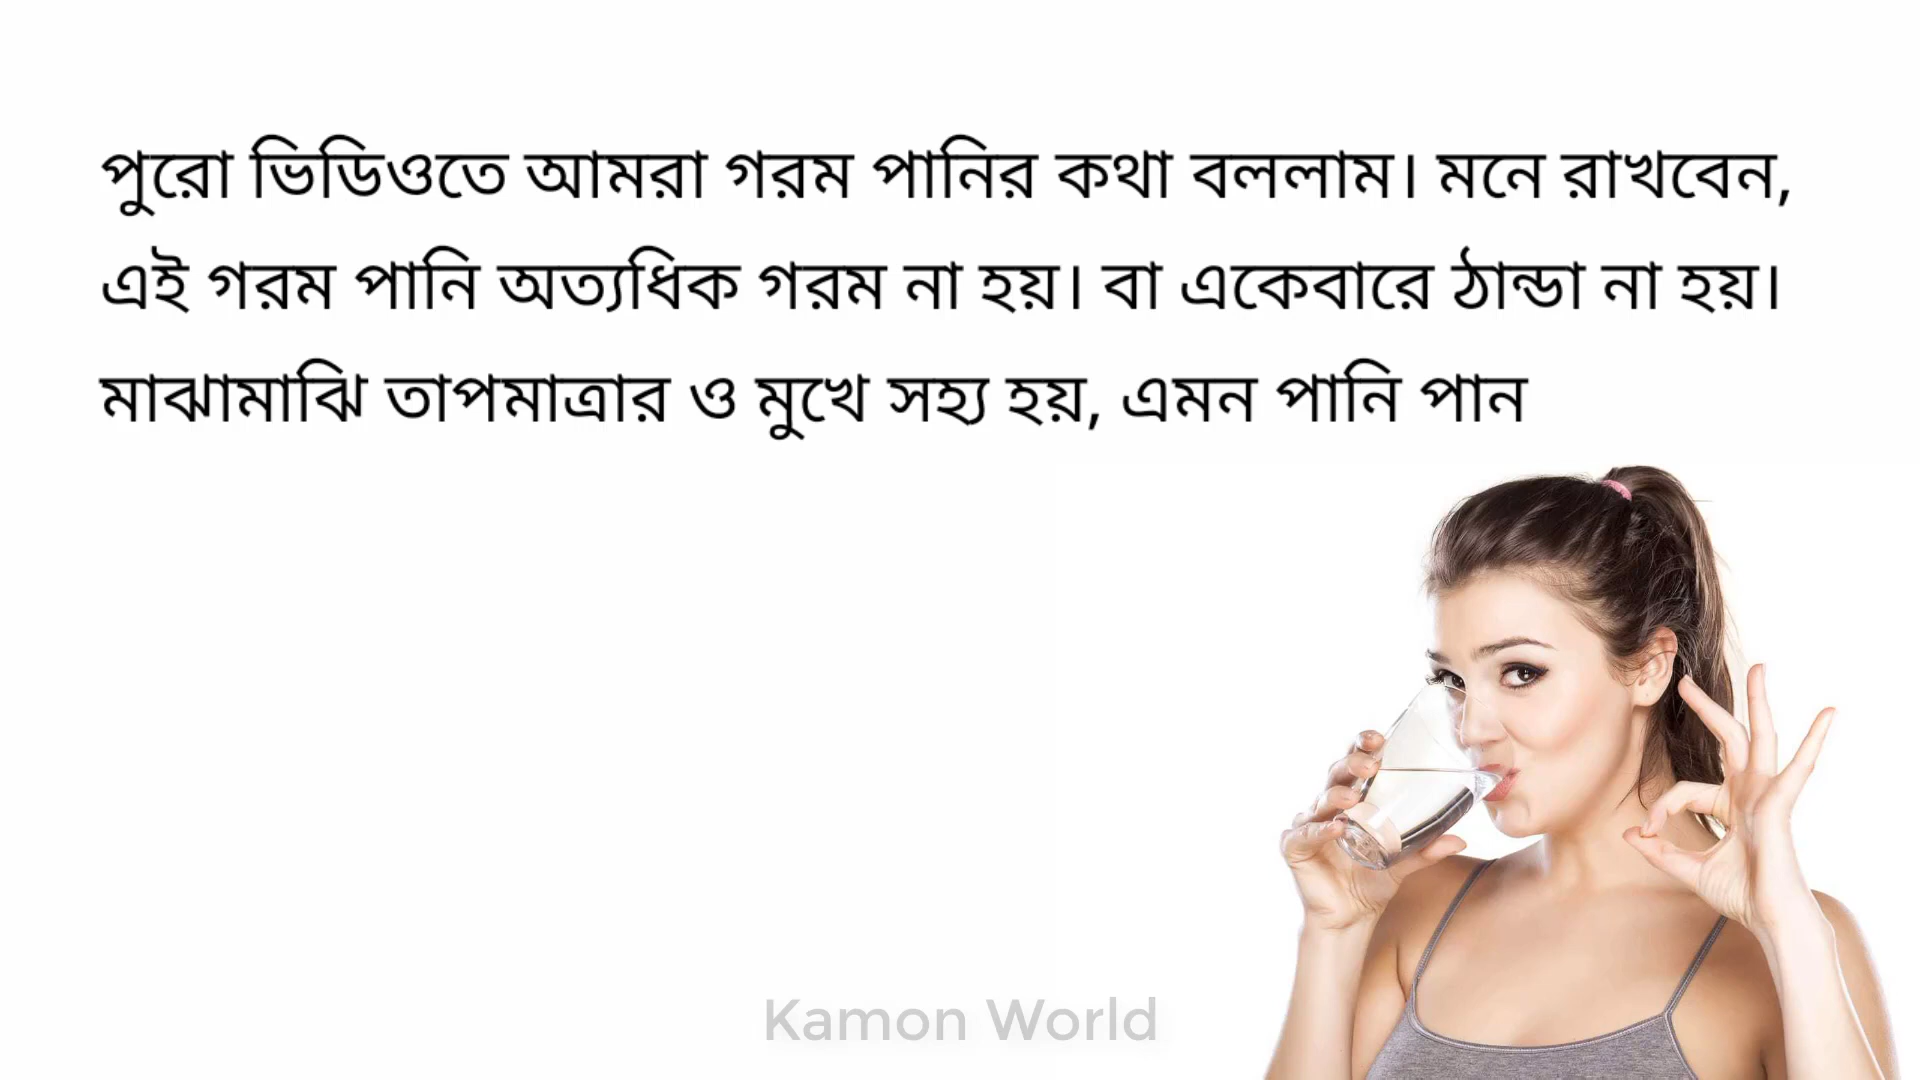 পুরো ভিডিওতে আমরা গরম পানির কথা বললাম। মনে রাখবেন,
এই গরম পানি অত্যধিক গরম না হয়। বা একেবারে ঠান্ডা না হয়।
মাঝামাঝি তাপমাত্রার ও মুখে সহ্য হয়, এমন পানি পান
Kamon World